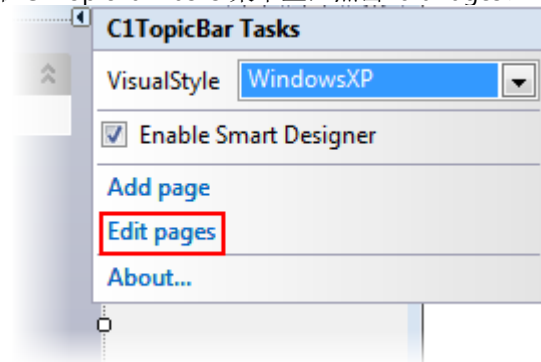 C1TopicBar Tasks
VisualStyle WindowsXP
Enable Smart Designer
Add page
Edit pages
About...